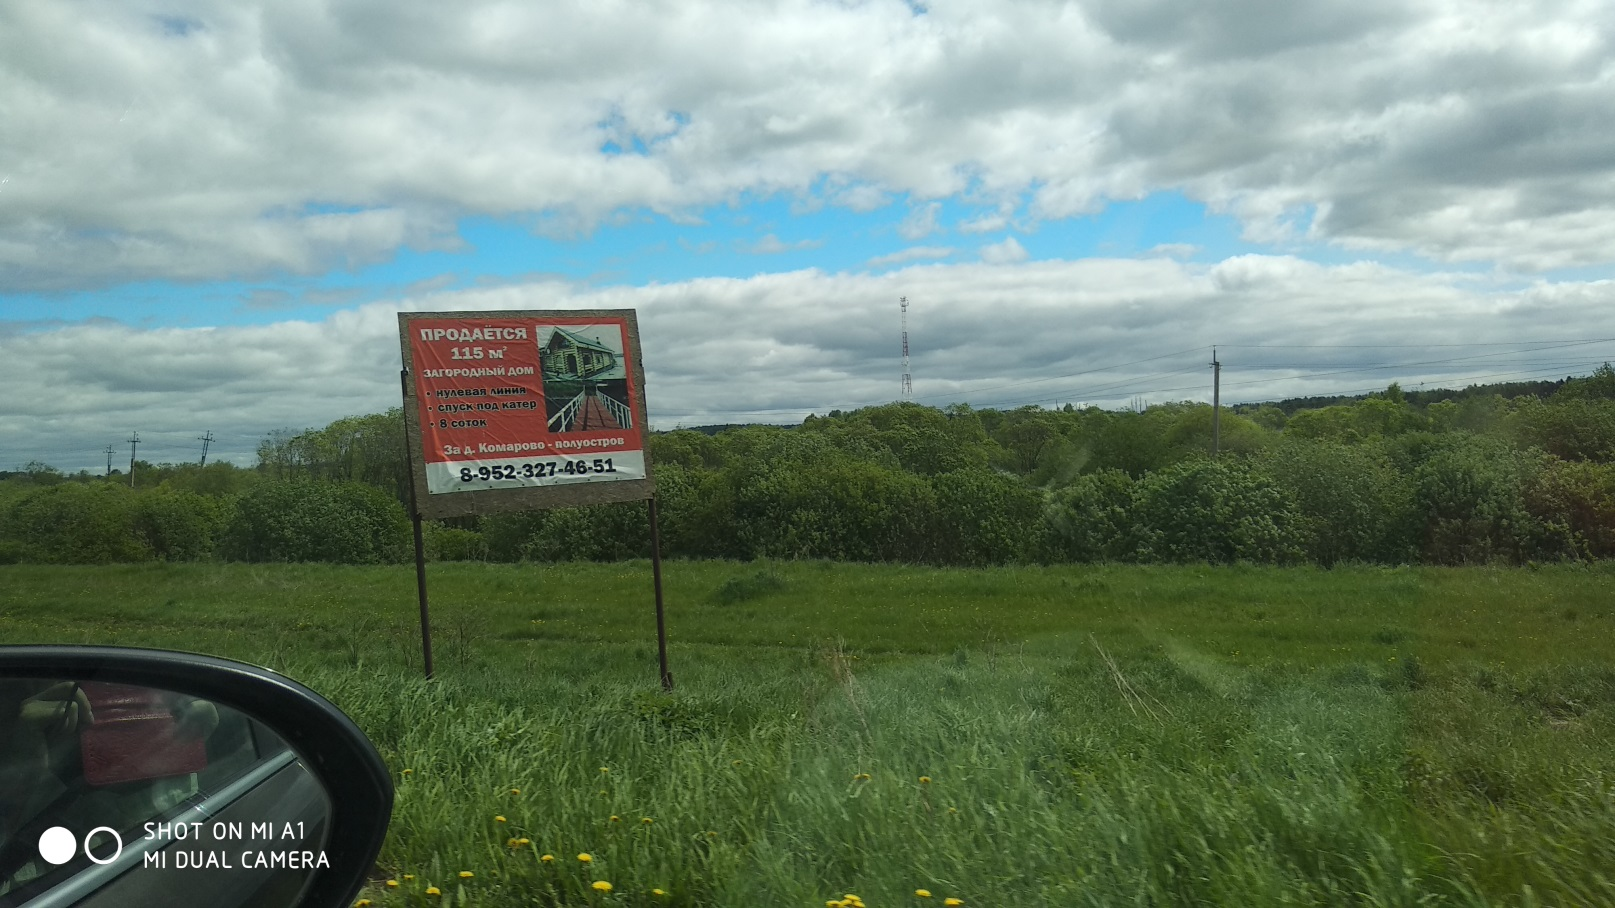 ПРОДАЁТСЯ
115 м²
ЗАГОРОДНЫЙ ДОМ
• нулевая линия
• спуск под катер
• 8 соток
За д. Комарово - полуостров
8-952-327-46-51
SHOT ON MI A1
MI DUAL CAMERA